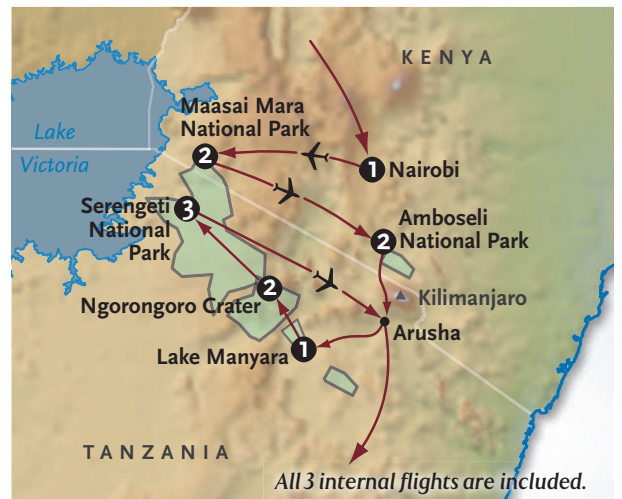 KENYA
Maasai Mara
National Park
Lake
Victoria
2
1
Nairobi
Serengeti
National
Park
3
2
Amboseli
National Park
Ngorongoro Crater
2
Kilimanjaro
Arusha
Lake Manyara
1
TANZANIA
All 3 internal flights are included.